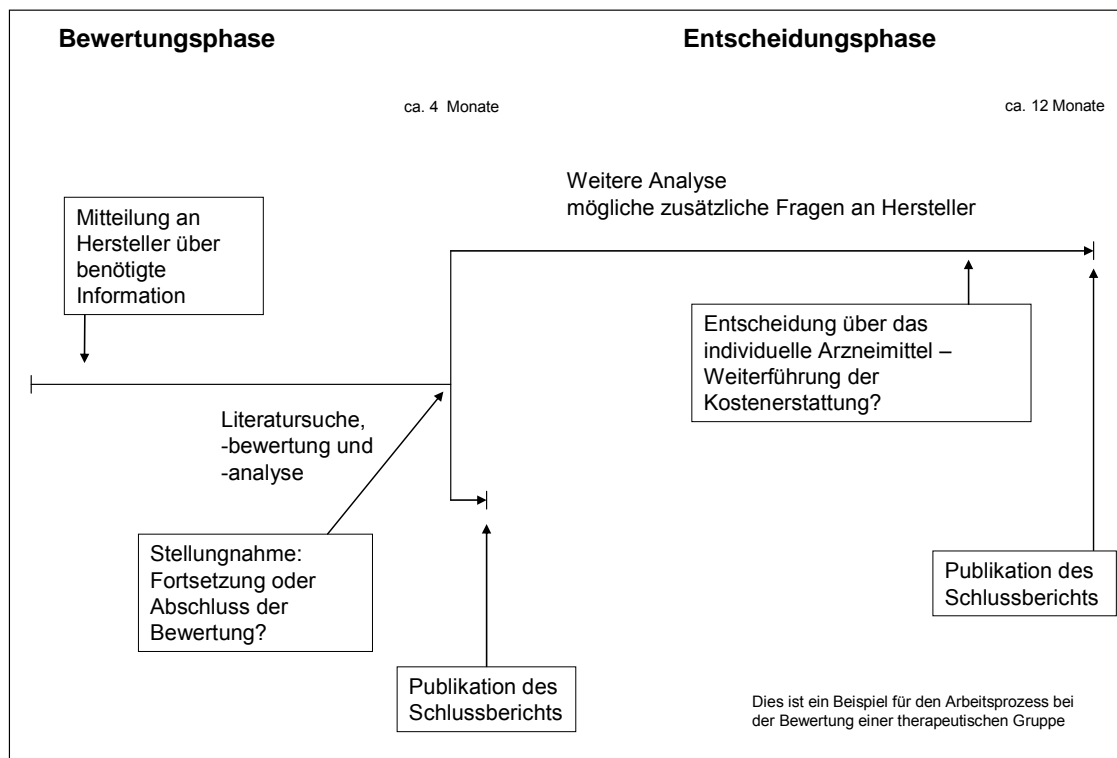 Bewertungsphase
Entscheidungsphase
ca. 4 Monate
ca. 12 Monate
Weitere Analyse
mögliche zusätzliche Fragen an Hersteller
Mitteilung an
Hersteller über
benötigte
Information
Entscheidung über das
individuelle Arzneimittel –
Weiterführung der
Kostenerstattung?
Literatursuche,
-bewertung und
-analyse
Stellungnahme:
Fortsetzung oder
Abschluss der
Bewertung?
Publikation des
Schlussberichts
Publikation des
Schlussberichts
Dies ist ein Beispiel für den Arbeitsprozess bei
der Bewertung einer therapeutischen Gruppe